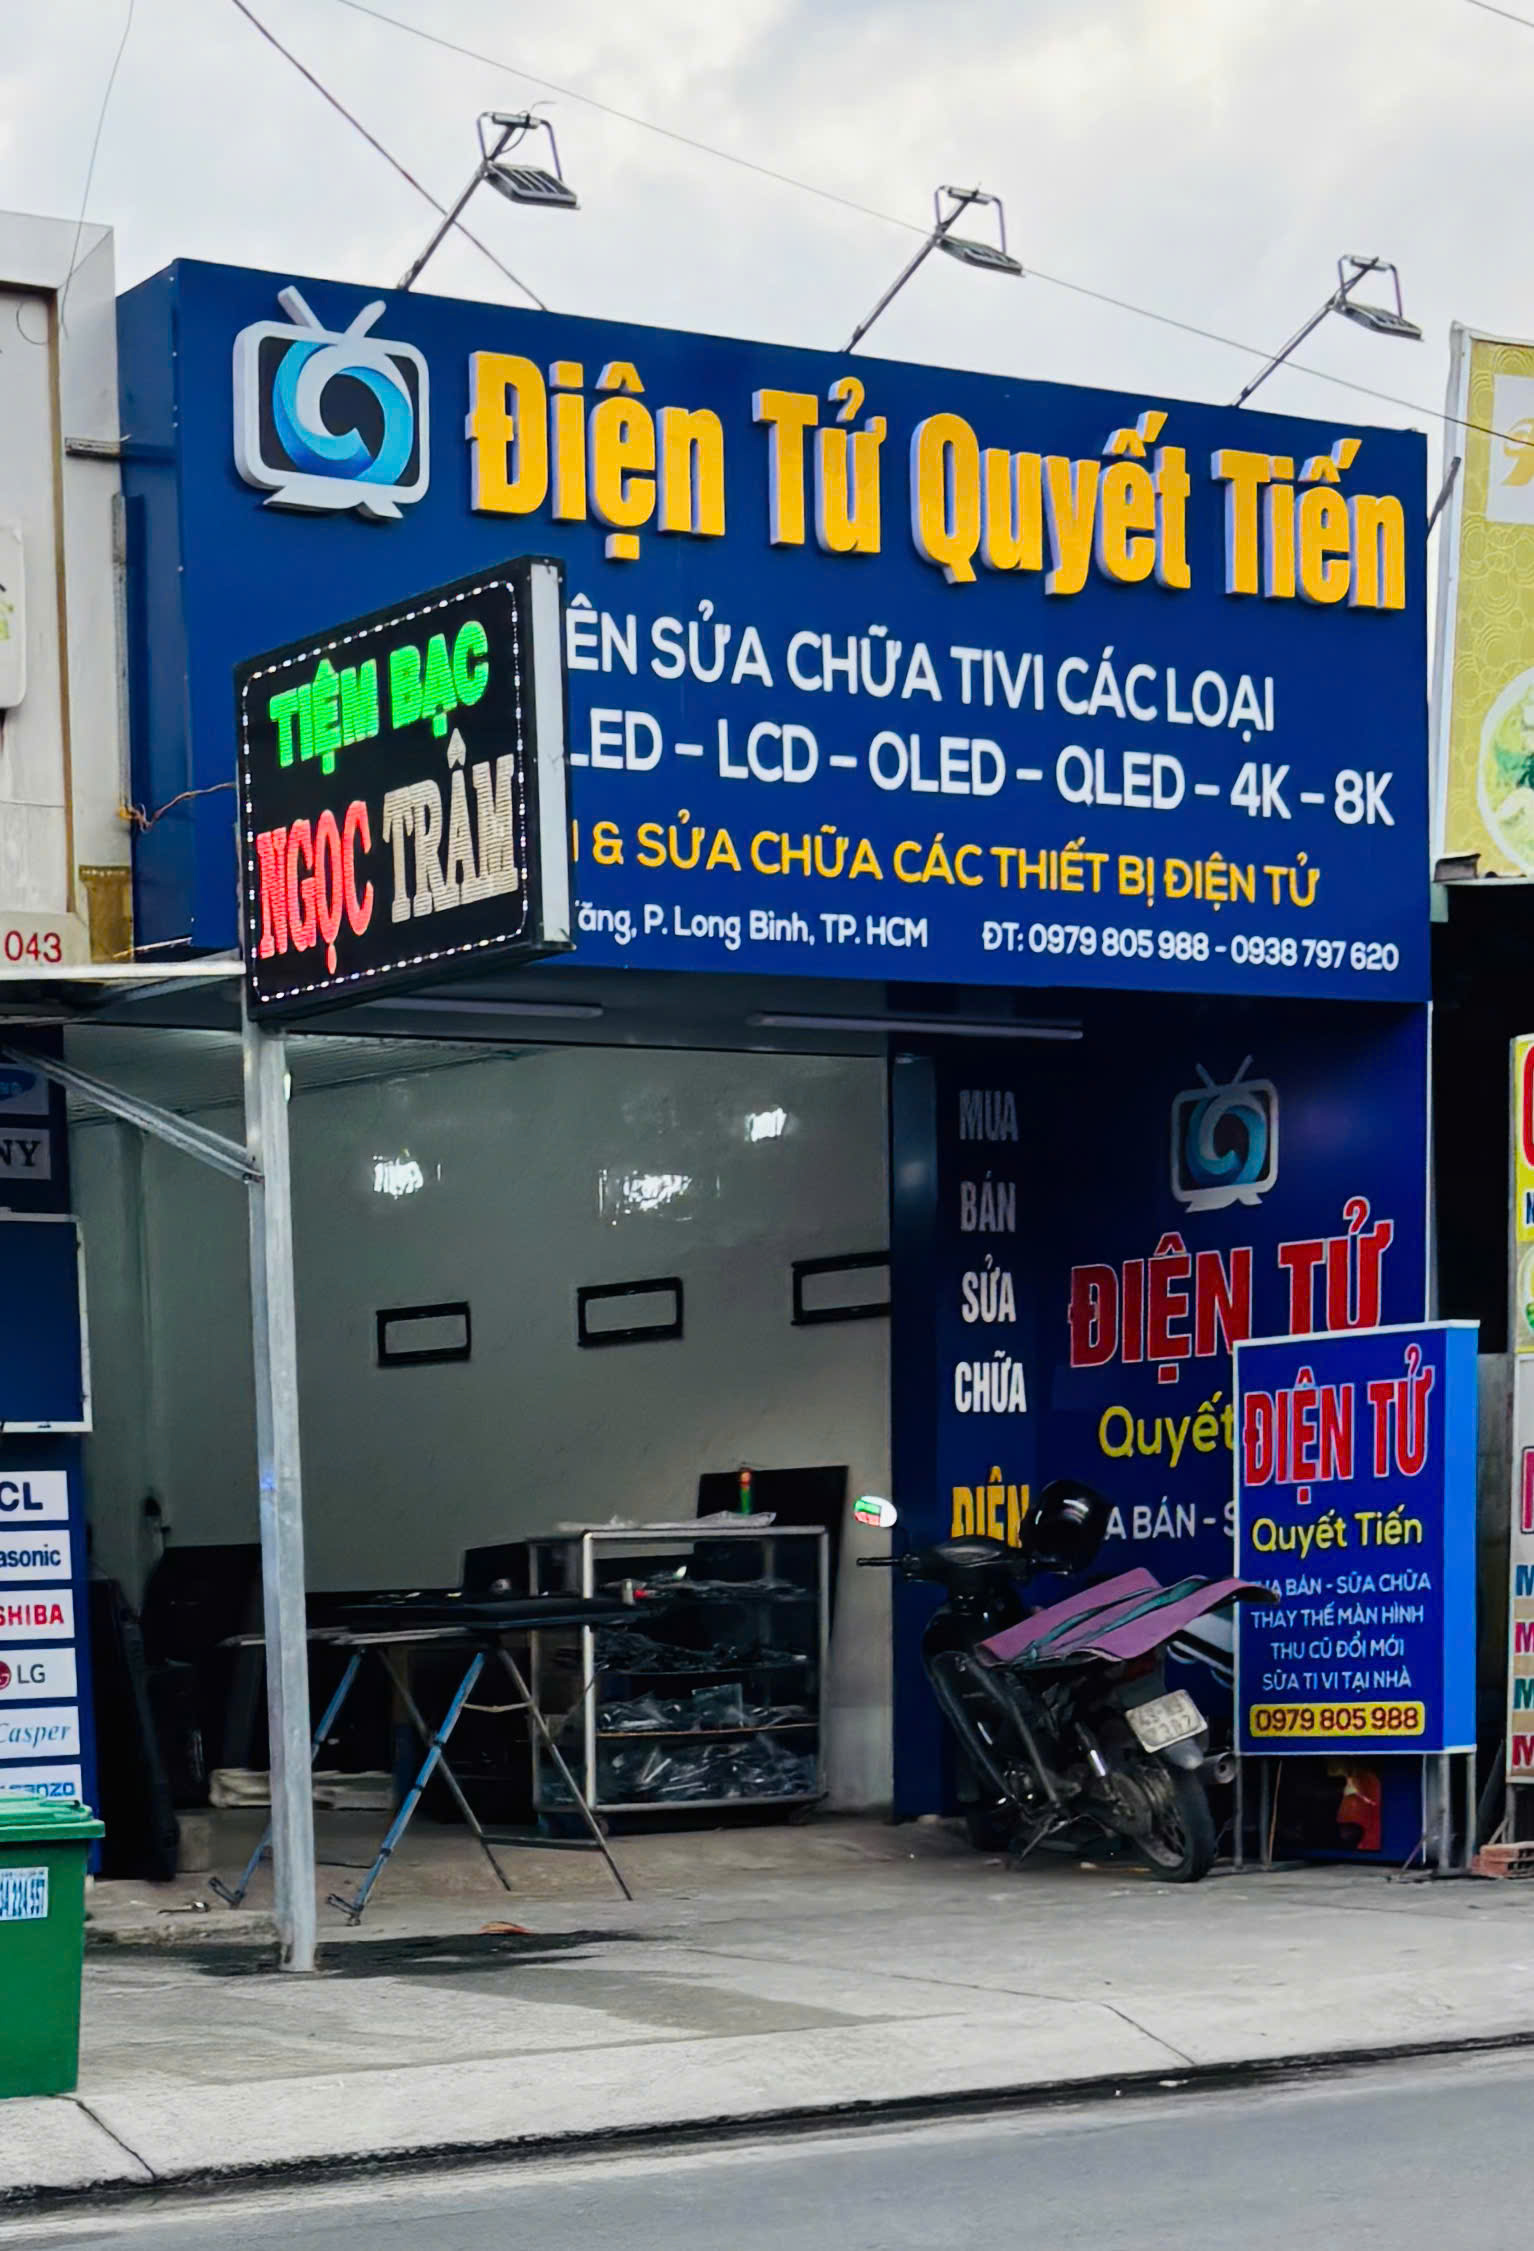 Điện Tử Quyết Tiến
SỬA CHỮA TIVI CÁC LOẠI
LED - LCD - OLED - QLED - 4K - 8K
& SỬA CHỮA CÁC THIẾT BỊ ĐIỆN TỬ
P. Long Bình, TP. HCM ĐT: 0979 805 988 - 0938 797 620
TIỆM BẠC
NGỌC TRÂM
043
MUA
BÁN
SỬA
CHỮA
ĐIỆN
ĐIỆN TỬ
Quyết
BÁN -
ĐIỆN TỬ
Quyết Tiến
BÁN - SỬA CHỮA
THAY THẾ MÀN HÌNH
THU CŨ ĐỔI MỚI
SỬA TI VI TẠI NHÀ
0979 805 988
NY
CL
asonic
SHIBA
LG
Casper